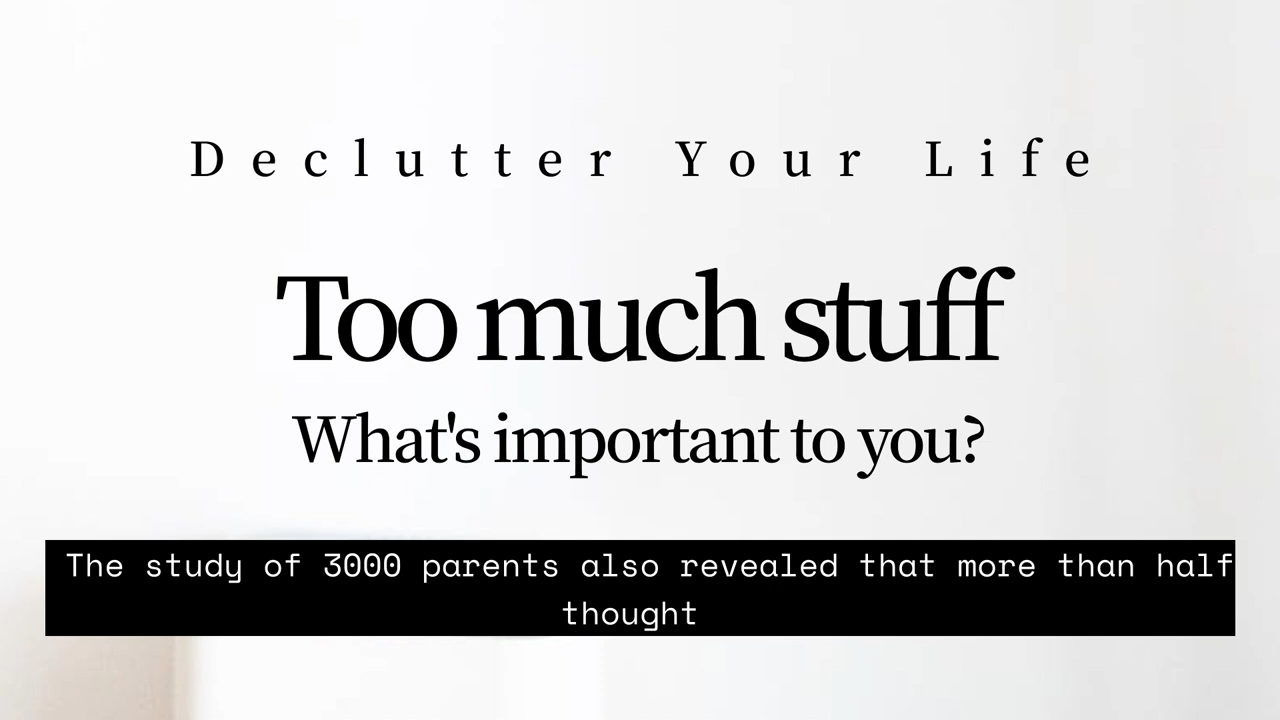 Declutter Your Life
Too much stuff
What's important to you?
The study of 3000 parents also revealed that more than half
thought